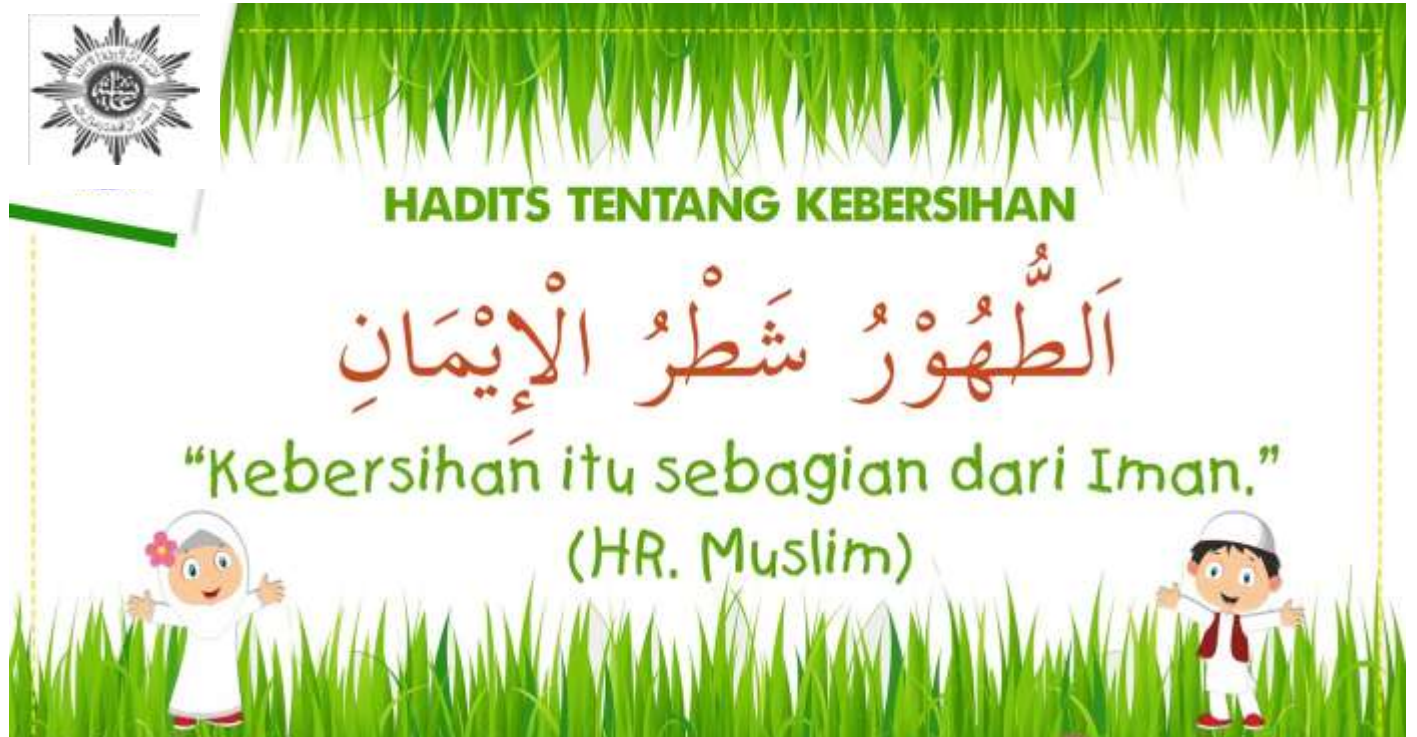 HADITS TENTANG KEBERSIHAN
اَلطُّهُوْرُ شَطْرُ الْإِيْمَانِ
“Kebersihan itu sebagian dari Iman.”
(HR. Muslim)